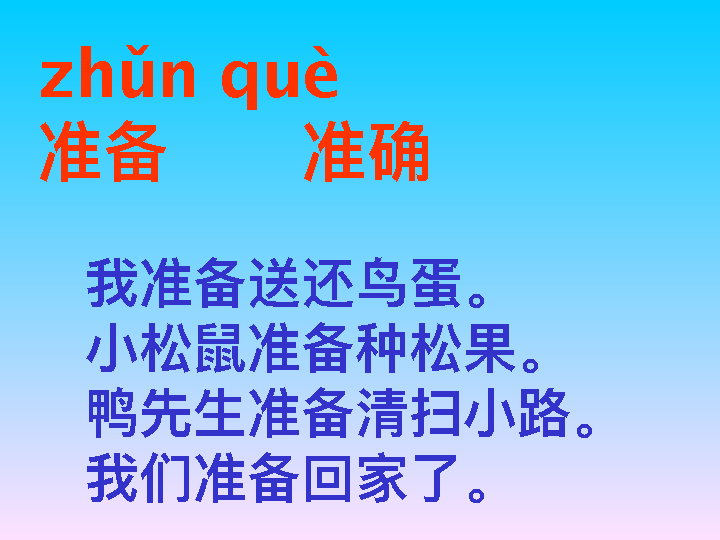 zhǔn què
准备 准确
我准备送还鸟蛋。
小松鼠准备种松果。
鸭先生准备清扫小路。
我们准备回家了。